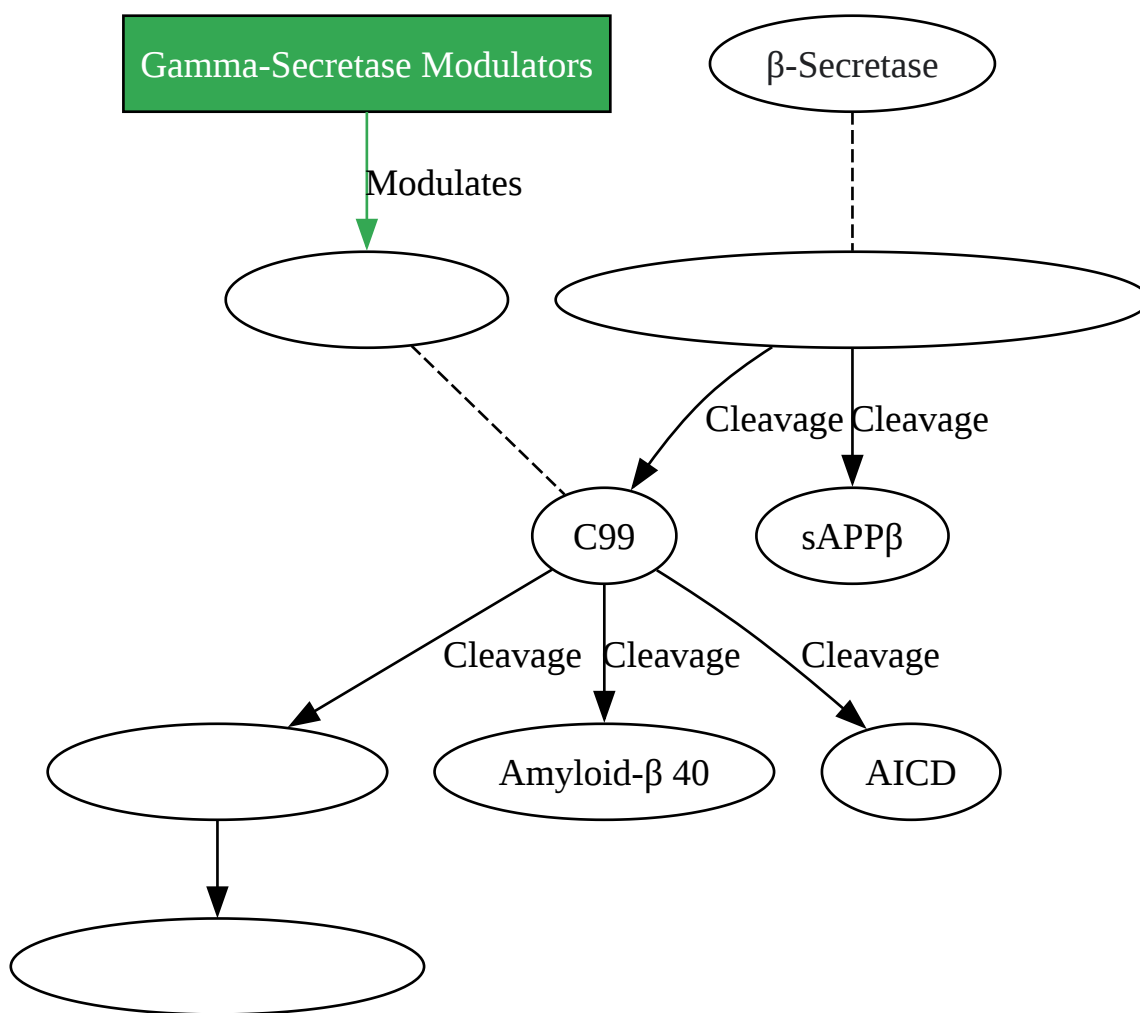 Gamma-Secretase Modulators
β-Secretase
Modulates
Cleavage
Cleavage
C99
sAPPβ
Cleavage
Cleavage
Cleavage
Amyloid-β 40
AICD